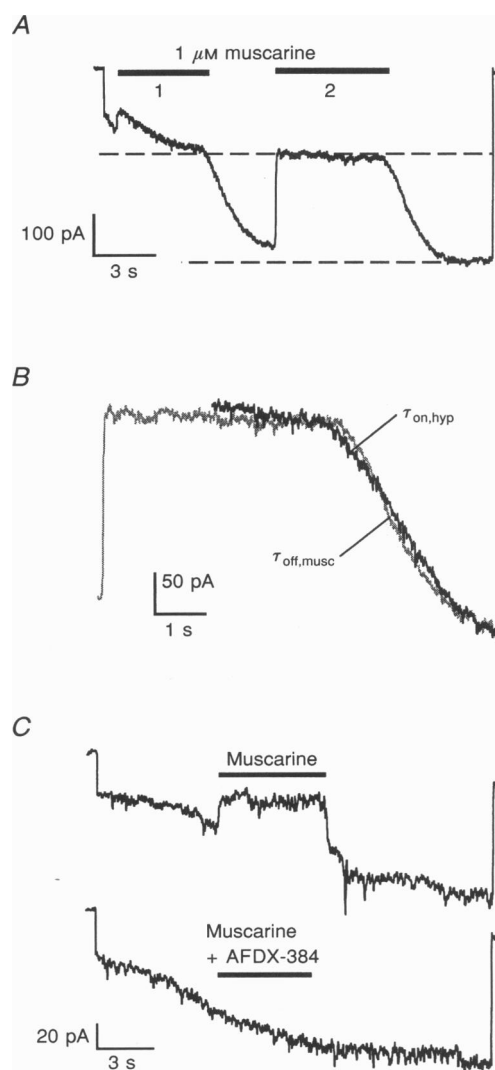 A
1 μM muscarine
1 2
100 pA
3 s
B
τon,hyp
τoff,musc
50 pA
1 s
C
Muscarine
Muscarine
+ AFDX-384
20 pA
3 s